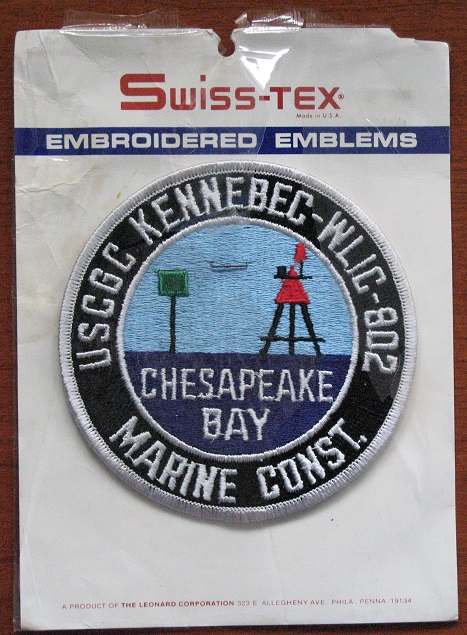 Swiss-Tex®
Made in U.S.A.
EMBROIDERED EMBLEMS
USCGC KENNEBEC-WLIC-802
CHESAPEAKE
BAY
MARINE CONST.
A PRODUCT OF THE LEONARD CORPORATION 323 E. ALLEGHENY AVE. PHILA. PENNA. 19134